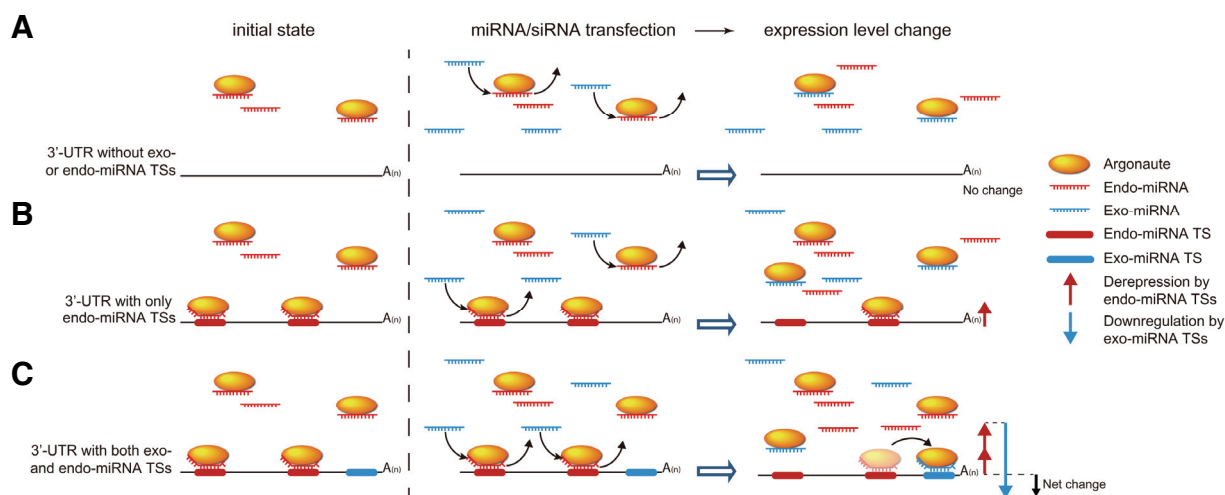 A
initial state
miRNA/siRNA transfection
expression level change
3'-UTR without exo-
or endo-miRNA TSs
A(n)
A(n)
A(n)
No change
B
3'-UTR with only
endo-miRNA TSs
A(n)
A(n)
A(n)
C
3'-UTR with both exo-
and endo-miRNA TSs
A(n)
A(n)
A(n)
Net change
Argonaute
Endo-miRNA
Exo-miRNA
Endo-miRNA TS
Exo-miRNA TS
Derepression by
endo-miRNA TSs
Downregulation by
exo-miRNA TSs